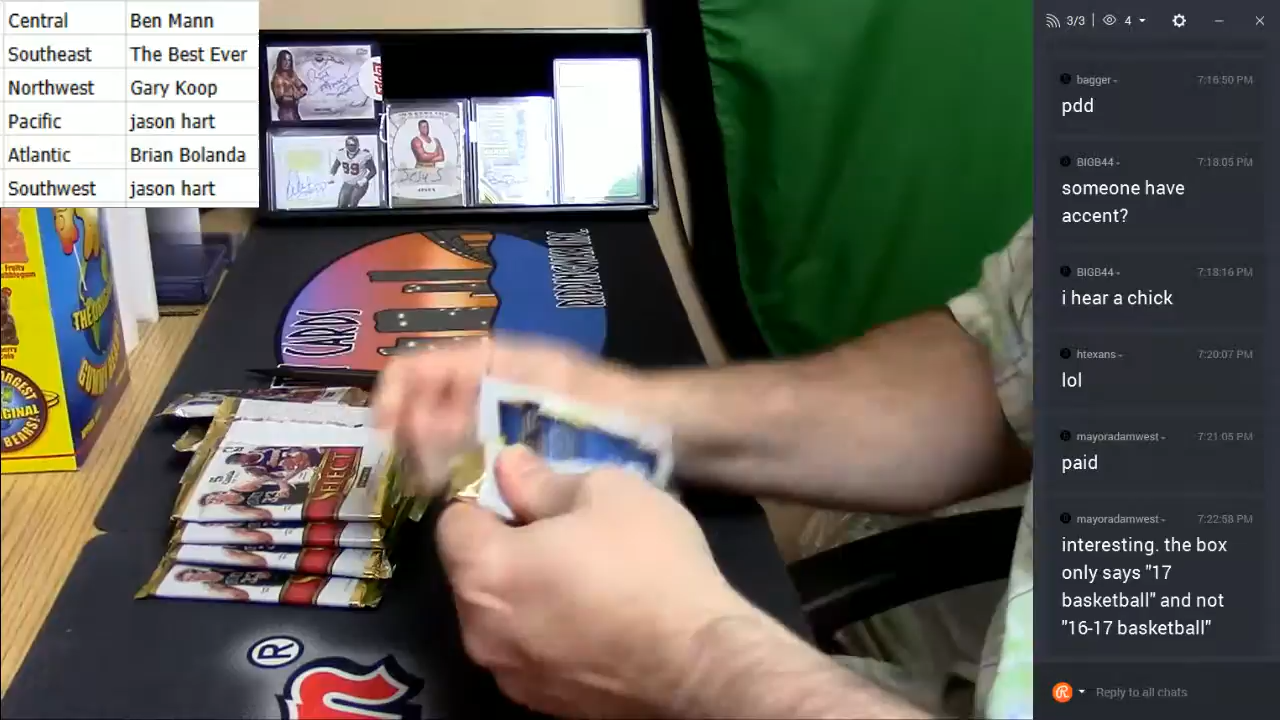 Central Ben Mann
Southeast The Best Ever
Northwest Gary Koop
Pacific jason hart
Atlantic Brian Bolanda
Southwest jason hart
3/3 4
bagger 7:16:50 PM
pdd
BIGB44 7:18:05 PM
someone have
accent?
BIGB44 7:18:16 PM
i hear a chick
htexans 7:20:07 PM
lol
mayoradamwest 7:21:05 PM
paid
mayoradamwest 7:22:58 PM
interesting. the box
only says "17
basketball" and not
"16-17 basketball"
Reply to all chats
99
CARDS
SELECT
Fruity
ORIGINAL
BEARS!
®